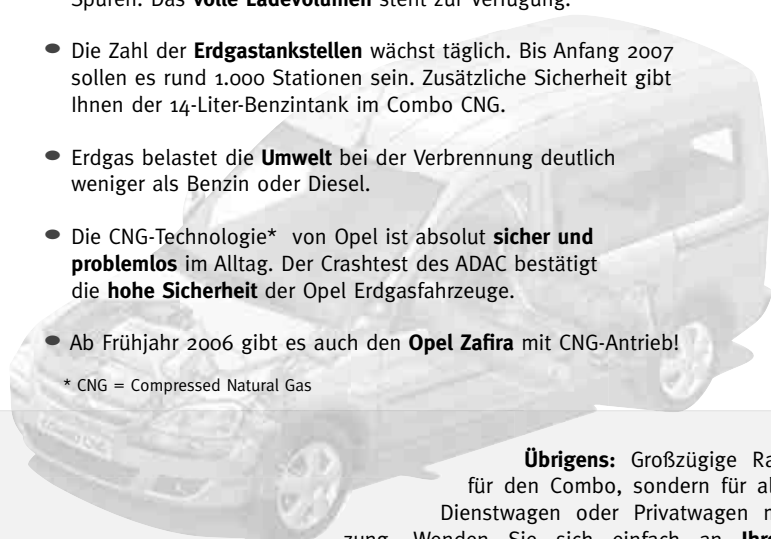 Spüren. Das volle Ladevolumen steht zur Verfügung.
● Die Zahl der Erdgastankstellen wächst täglich. Bis Anfang 2007
sollen es rund 1.000 Stationen sein. Zusätzliche Sicherheit gibt
Ihnen der 14-Liter-Benzintank im Combo CNG.
● Erdgas belastet die Umwelt bei der Verbrennung deutlich
weniger als Benzin oder Diesel.
● Die CNG-Technologie* von Opel ist absolut sicher und
problemlos im Alltag. Der Crashtest des ADAC bestätigt
die hohe Sicherheit der Opel Erdgasfahrzeuge.
● Ab Frühjahr 2006 gibt es auch den Opel Zafira mit CNG-Antrieb!
* CNG = Compressed Natural Gas
Übrigens: Großzügige Ra
für den Combo, sondern für al
Dienstwagen oder Privatwagen
zung. Wenden Sie sich einfach an Ihre